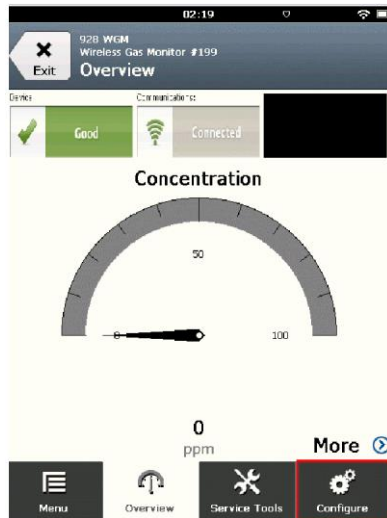 02:19
928 WGM
Wireless Gas Monitor #199
Exit
Overview
Device
Communications:
Good
Connected
Concentration
50
0
100
0
ppm
More
Menu
Overview
Service Tools
Configure